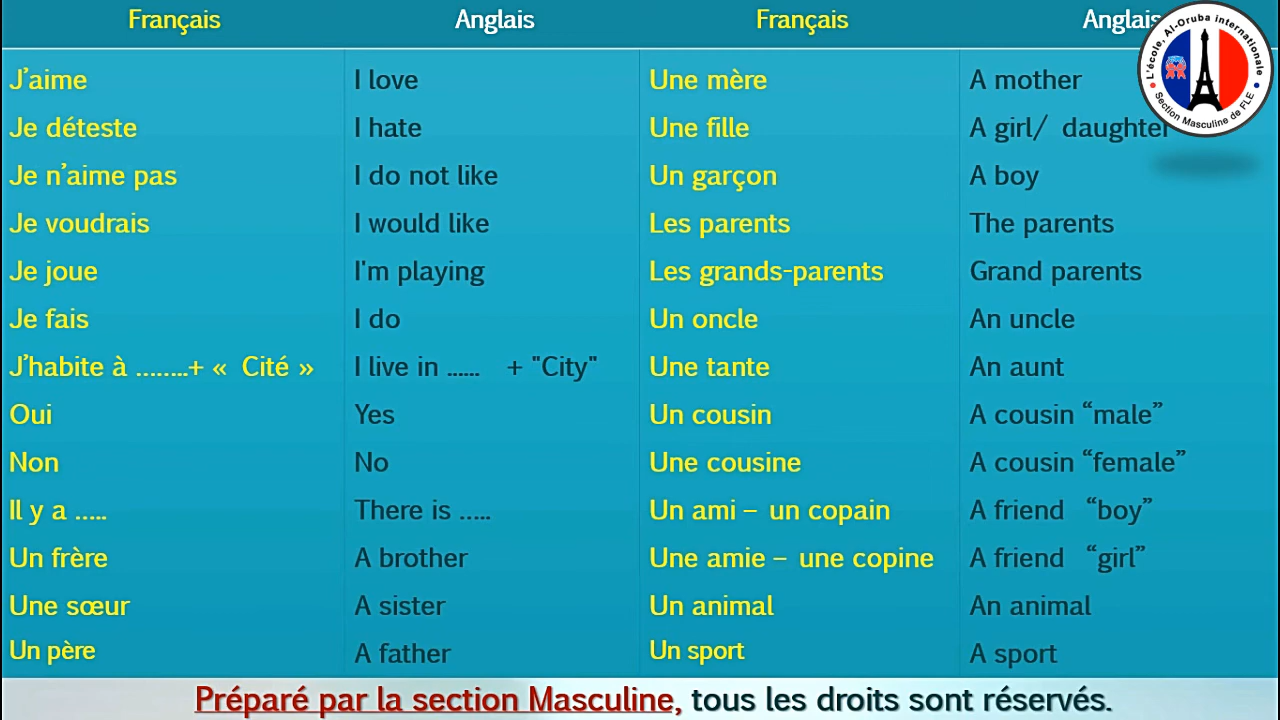 Français Anglais Français Anglais
J’aime I love Une mère A mother
Je déteste I hate Une fille A girl/ daughter
Je n’aime pas I do not like Un garçon A boy
Je voudrais I would like Les parents The parents
Je joue I'm playing Les grands-parents Grand parents
Je fais I do Un oncle An uncle
J’habite à ........+ « Cité » I live in ...... + "City" Une tante An aunt
Oui Yes Un cousin A cousin “male”
Non No Une cousine A cousin “female”
Il y a ..... There is ..... Un ami – un copain A friend “boy”
Un frère A brother Une amie – une copine A friend “girl”
Une sœur A sister Un animal An animal
Un père A father Un sport A sport
Préparé par la section Masculine, tous les droits sont réservés.
L'école, Al-Oruba internationale
Section Masculine de FLE